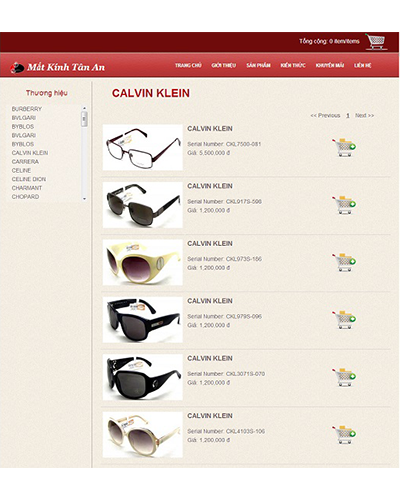 Tổng cộng: 0 item/items
Mắt Kính Tân An
TRANG CHỦ GIỚI THIỆU SẢN PHẨM KIẾN THỨC KHUYẾN MÃI LIÊN HỆ
Thương hiệu
BURBERRY
BVLGARI
BYBLOS
BVLGARI
BYBLOS
CALVIN KLEIN
CARRERA
CELINE
CELINE DION
CHARMANT
CHOPARD
CALVIN KLEIN
<< Previous 1 Next >>
CALVIN KLEIN
Serial Number: CKL7500-081
Giá: 5,500,000 đ
CALVIN KLEIN
Serial Number: CKL917S-596
Giá: 1,200,000 đ
CALVIN KLEIN
Serial Number: CKL973S-186
Giá: 1,200,000 đ
CALVIN KLEIN
Serial Number: CKL979S-096
Giá: 1,200,000 đ
CALVIN KLEIN
Serial Number: CKL3071S-070
Giá: 1,200,000 đ
CALVIN KLEIN
Serial Number: CKL4103S-106
Giá: 1,200,000 đ